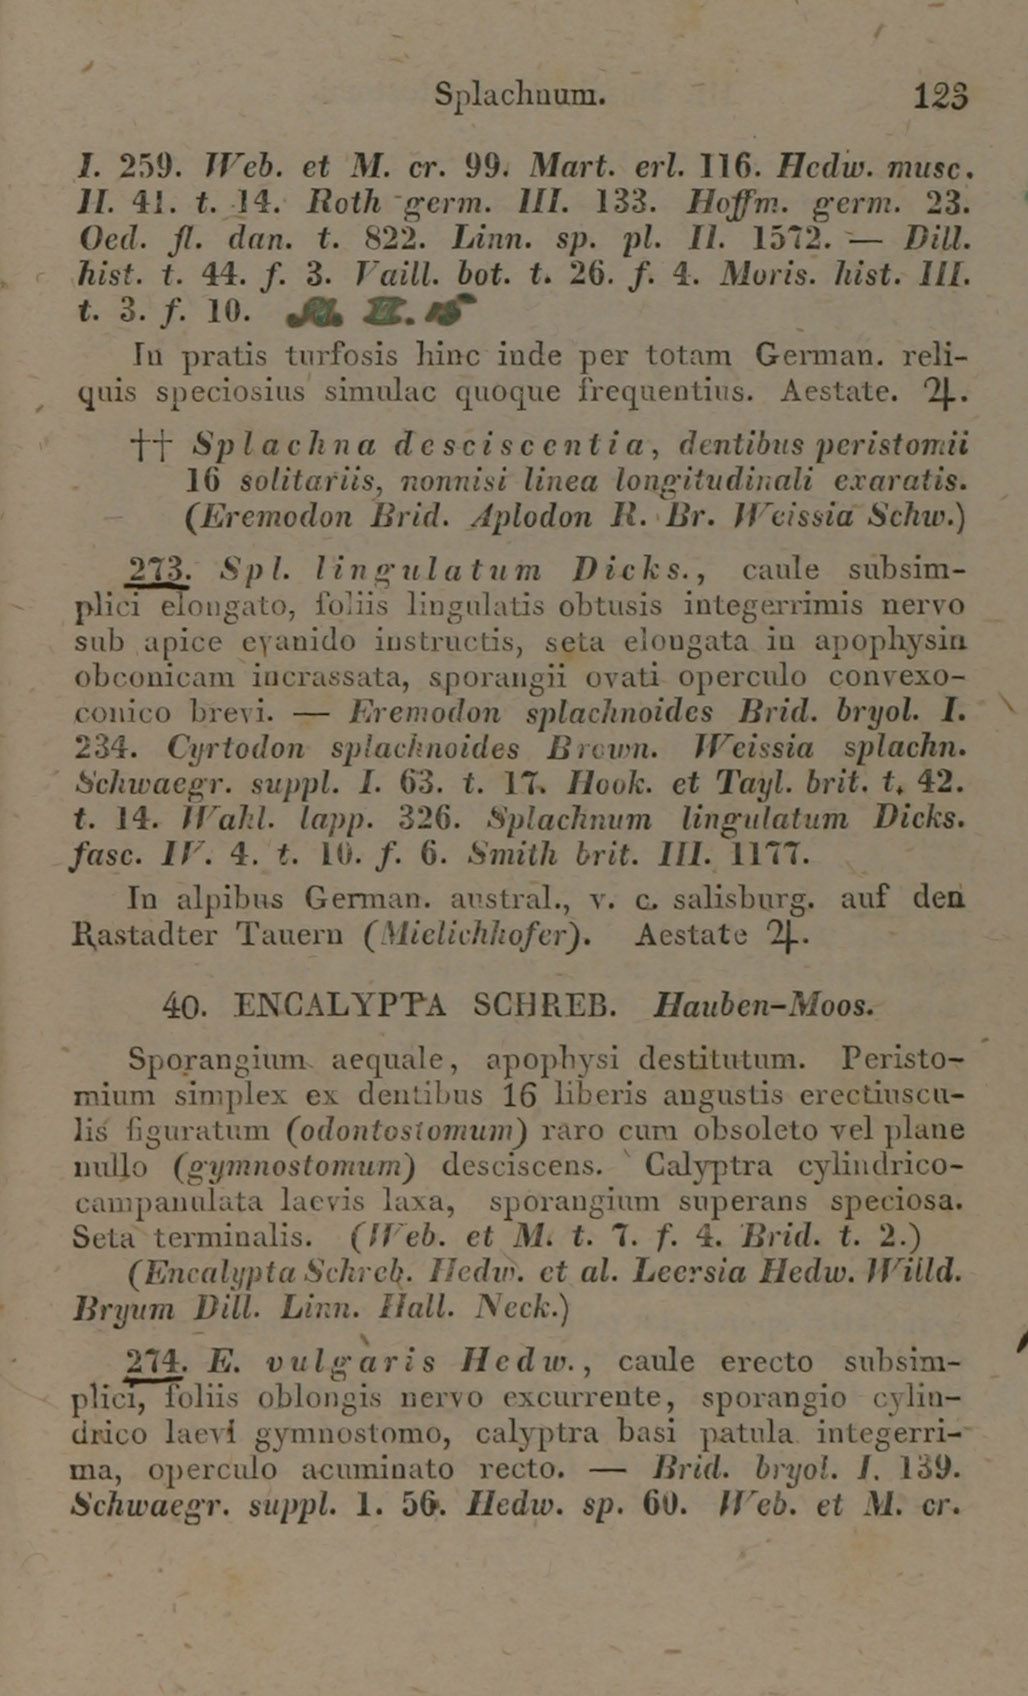 Splachnum. 123
I. 259. Web. et M. cr. 99. Mart. erl. 116. Hedw. musc.
II. 41. t. 14. Roth germ. III. 133. Hoffm. germ. 23.
Oed. fl. dan. t. 822. Linn. sp. pl. II. 1572. — Dill.
hist. t. 44. f. 3. Vaill. bot. t. 26. f. 4. Moris. hist. III.
t. 3. f. 10.
In pratis turfosis hinc inde per totam German. reli-
quis speciosius simulac quoque frequentius. Aestate. ♃.
†† Splachna desciscentia, dentibus peristomii
16 solitariis, nonnisi linea longitudinali exaratis.
(Eremodon Brid. Aplodon R. Br. Weissia Schw.)
273. Spl. lingulatum Dicks., caule subsim-
plici elongato, foliis lingulatis obtusis integerrimis nervo
sub apice evanido instructis, seta elongata in apophysin
obconicam incrassata, sporangii ovati operculo convexo-
conico brevi. — Eremodon splachnoides Brid. bryol. I.
234. Cyrtodon splachnoides Brown. Weissia splachn.
Schwaegr. suppl. I. 63. t. 17. Hook. et Tayl. brit. t. 42.
t. 14. Wahl. lapp. 326. Splachnum lingulatum Dicks.
fasc. IV. 4. t. 10. f. 6. Smith brit. III. 1177.
In alpibus German. austral., v. c. salisburg. auf den
Rastadter Tauern (Mielichhofer). Aestate ♃.
40. ENCALYPTA SCHREB. Hauben-Moos.
Sporangium aequale, apophysi destitutum. Peristo-
mium simplex ex dentibus 16 liberis angustis erectiuscu-
lis figuratum (odontostomum) raro cum obsoleto vel plane
nullo (gymnostomum) desciscens. Calyptra cylindrico-
campanulata laevis laxa, sporangium superans speciosa.
Seta terminalis. (Web. et M. t. 7. f. 4. Brid. t. 2.)
(Encalypta Schreb. Hedw. et al. Leersia Hedw. Willd.
Bryum Dill. Linn. Hall. Neck.)
274. E. vulgaris Hedw., caule erecto subsim-
plici, foliis oblongis nervo excurrente, sporangio cylin-
drico laevi gymnostomo, calyptra basi patula integerri-
ma, operculo acuminato recto. — Brid. bryol. I. 139.
Schwaegr. suppl. 1. 56. Hedw. sp. 60. Web. et M. cr.